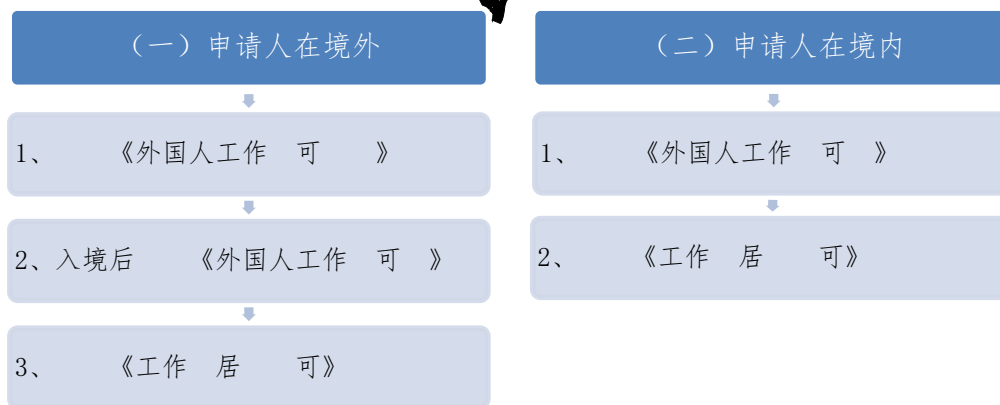 （一）申请人在境外
1、 《外国人工作 可 》
2、入境后 《外国人工作 可 》
3、 《工作 居 可》
（二）申请人在境内
1、 《外国人工作 可 》
2、 《工作 居 可》